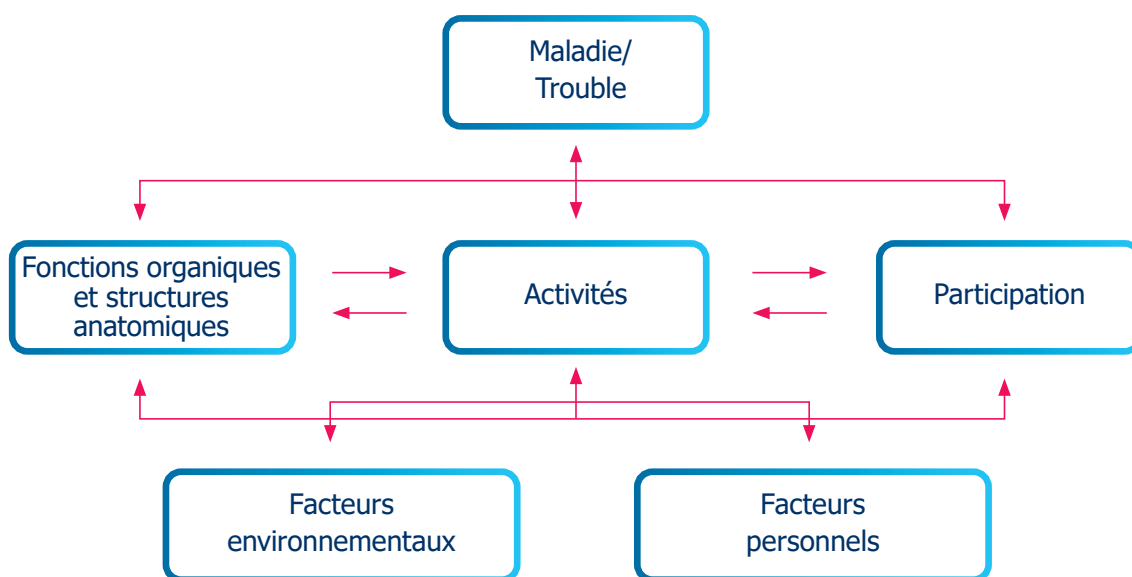 Maladie/
Trouble
Fonctions organiques
et structures
anatomiques
Activités
Participation
Facteurs
environnementaux
Facteurs
personnels